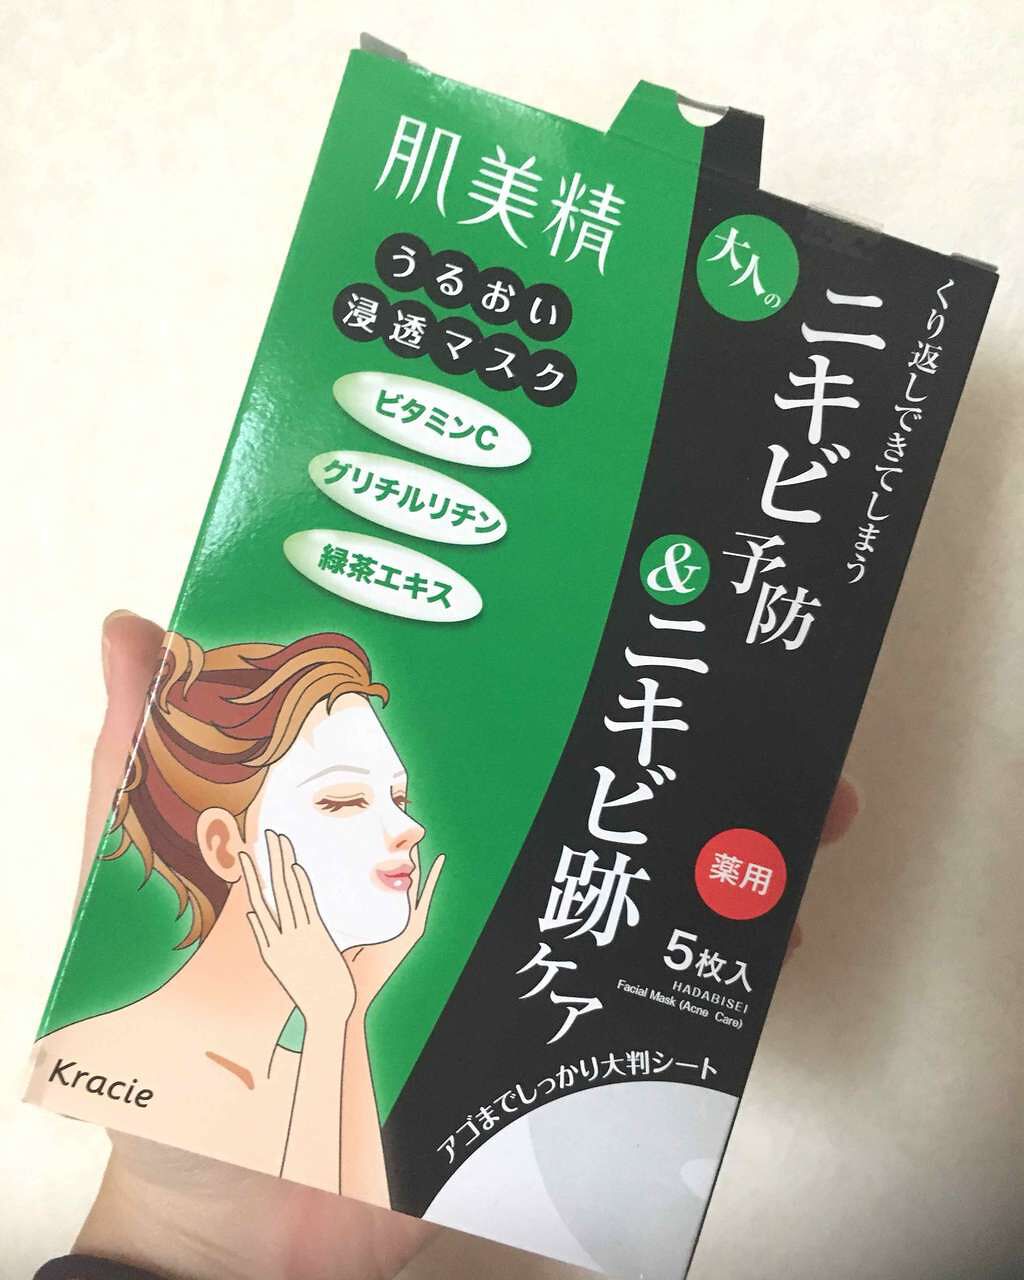 肌美精
うるおい
浸透マスク
ビタミンC
グリチルリチン
緑茶エキス
くり返しできてしまう
大人の
ニキビ予防
&
ニキビ跡ケア
薬用
5枚入
HADABISEI
Facial Mask (Acne Care)
アゴまでしっかり大判シート
Kracie